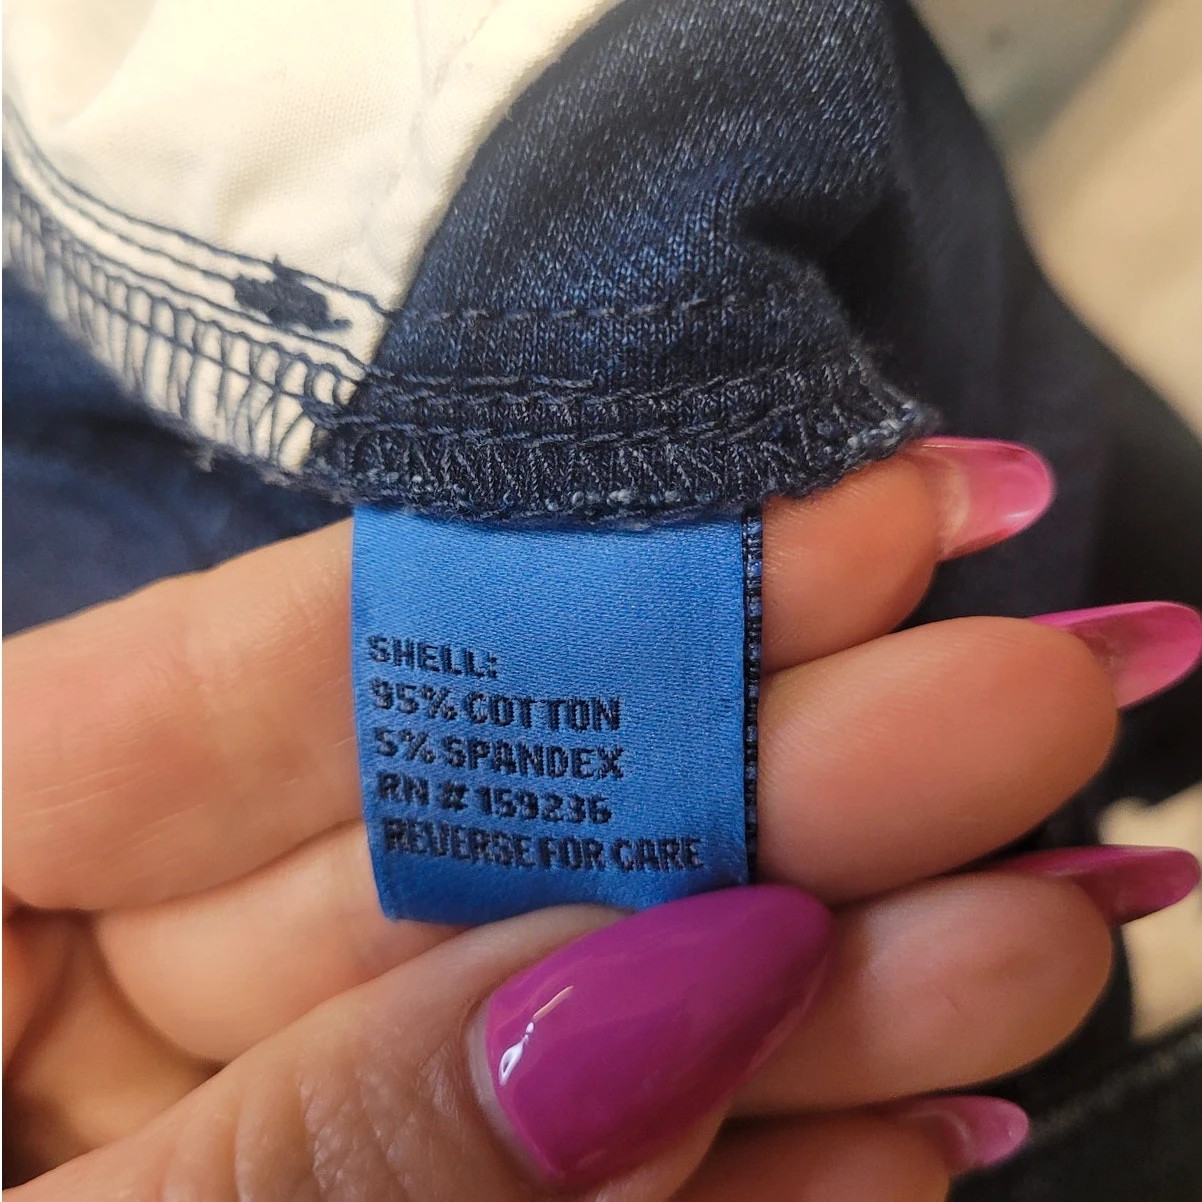 SHELL:
95% COTTON
5% SPANDEX
RN # 159236
REVERSE FOR CARE